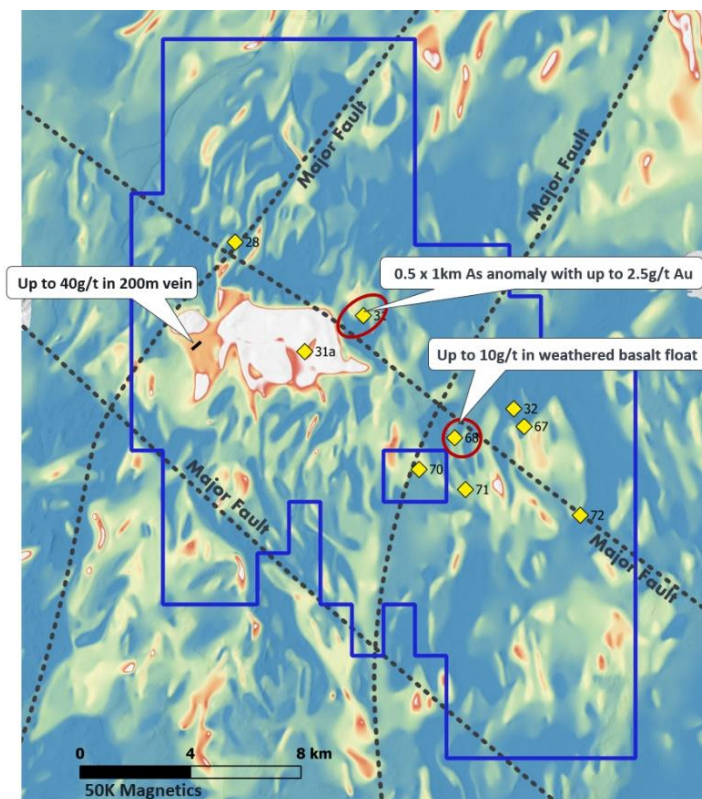 Major Fault
Major Fault
28
0.5 x 1km As anomaly with up to 2.5g/t Au
Up to 40g/t in 200m vein
31a
Up to 10g/t in weathered basalt float
32
67
68
70
71
72
Major Fault
Major Fault
0 4 8 km
50K Magnetics